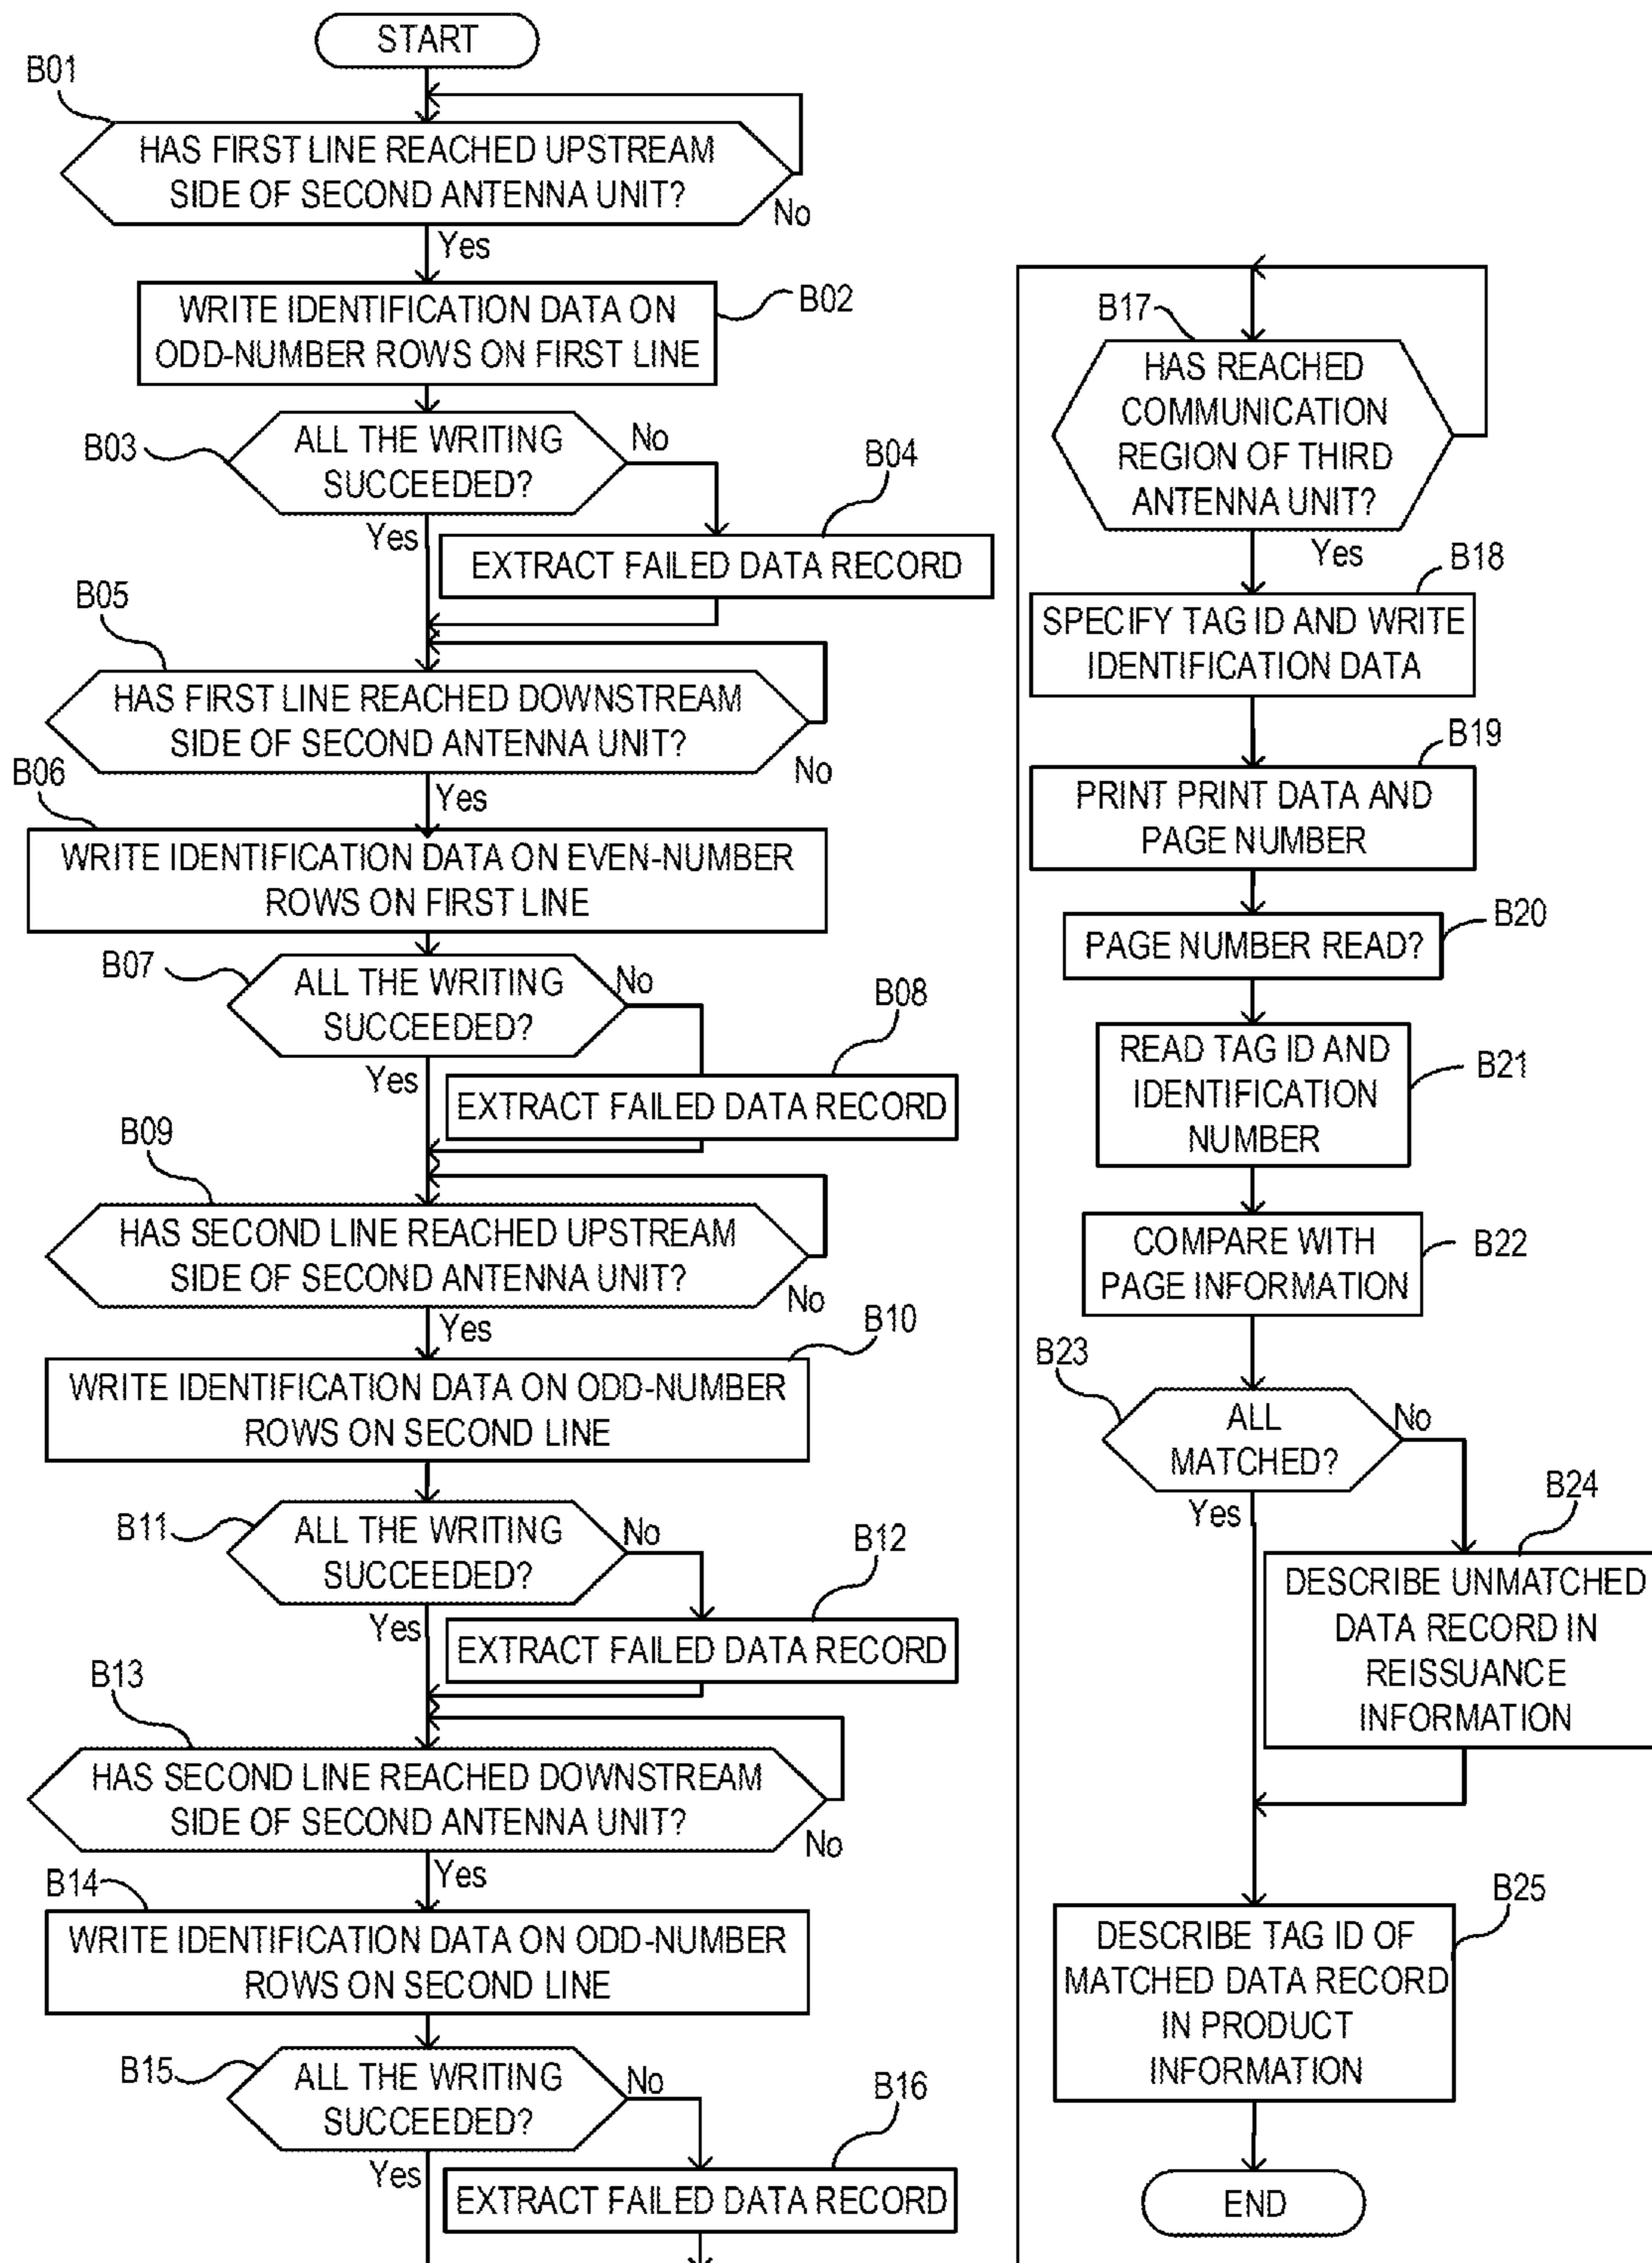 START
B01
HAS FIRST LINE REACHED UPSTREAM
SIDE OF SECOND ANTENNA UNIT?
No
Yes
WRITE IDENTIFICATION DATA ON
ODD-NUMBER ROWS ON FIRST LINE
B02
B03
ALL THE WRITING
SUCCEEDED?
No
Yes
B04
EXTRACT FAILED DATA RECORD
B05
HAS FIRST LINE REACHED DOWNSTREAM
SIDE OF SECOND ANTENNA UNIT?
No
Yes
B06
WRITE IDENTIFICATION DATA ON EVEN-NUMBER
ROWS ON FIRST LINE
B07
ALL THE WRITING
SUCCEEDED?
No
Yes
B08
EXTRACT FAILED DATA RECORD
B09
HAS SECOND LINE REACHED UPSTREAM
SIDE OF SECOND ANTENNA UNIT?
No
Yes
B10
WRITE IDENTIFICATION DATA ON ODD-NUMBER
ROWS ON SECOND LINE
B11
ALL THE WRITING
SUCCEEDED?
No
Yes
B12
EXTRACT FAILED DATA RECORD
B13
HAS SECOND LINE REACHED DOWNSTREAM
SIDE OF SECOND ANTENNA UNIT?
No
Yes
B14
WRITE IDENTIFICATION DATA ON ODD-NUMBER
ROWS ON SECOND LINE
B15
ALL THE WRITING
SUCCEEDED?
No
Yes
B16
EXTRACT FAILED DATA RECORD
B17
HAS REACHED
COMMUNICATION
REGION OF THIRD
ANTENNA UNIT?
Yes
B18
SPECIFY TAG ID AND WRITE
IDENTIFICATION DATA
B19
PRINT PRINT DATA AND
PAGE NUMBER
B20
PAGE NUMBER READ?
READ TAG ID AND
IDENTIFICATION
NUMBER
B21
COMPARE WITH
PAGE INFORMATION
B22
B23
ALL
MATCHED?
No
Yes
B24
DESCRIBE UNMATCHED
DATA RECORD IN
REISSUANCE
INFORMATION
B25
DESCRIBE TAG ID OF
MATCHED DATA RECORD
IN PRODUCT
INFORMATION
END